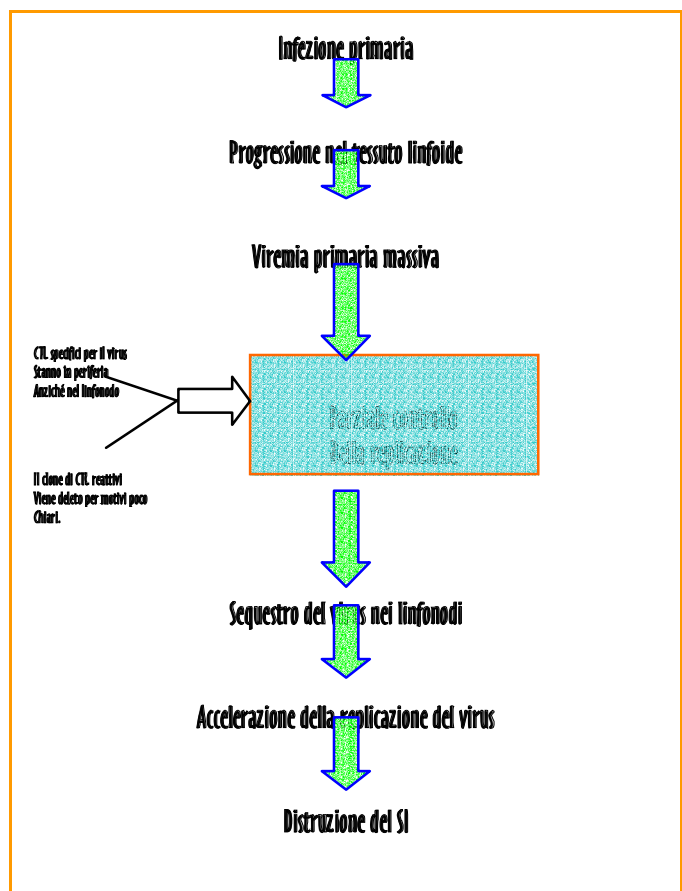 Infezione primaria
Progressione nel tessuto linfoide
Viremia primaria massiva
CTL specifici per il virus
Stanno in periferia
Anziché nel linfonodo
Parziale controllo
Della replicazione
Il clone di CTL reattivi
Viene deleto per motivi poco
Chiari.
Sequestro del virus nei linfonodi
Accelerazione della replicazione del virus
Distruzione del SI